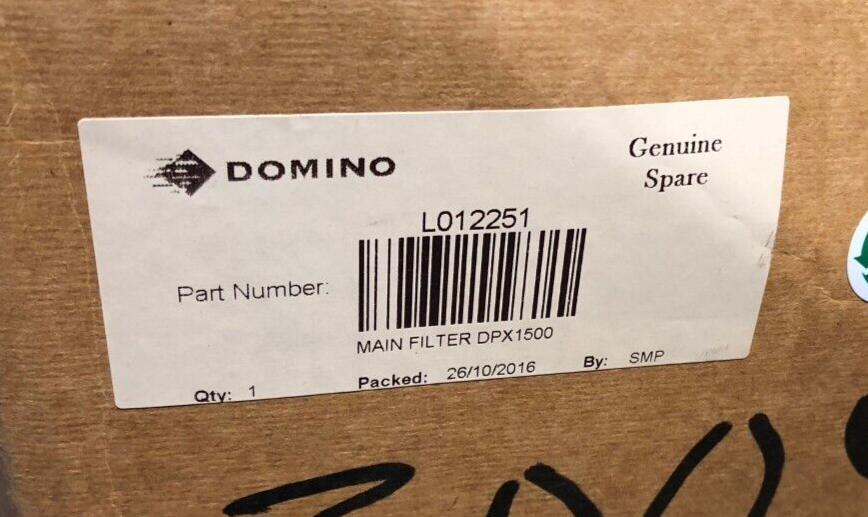 DOMINO
Genuine
Spare
L012251
Part Number:
MAIN FILTER DPX1500
Qty: 1 Packed: 26/10/2016 By: SMP